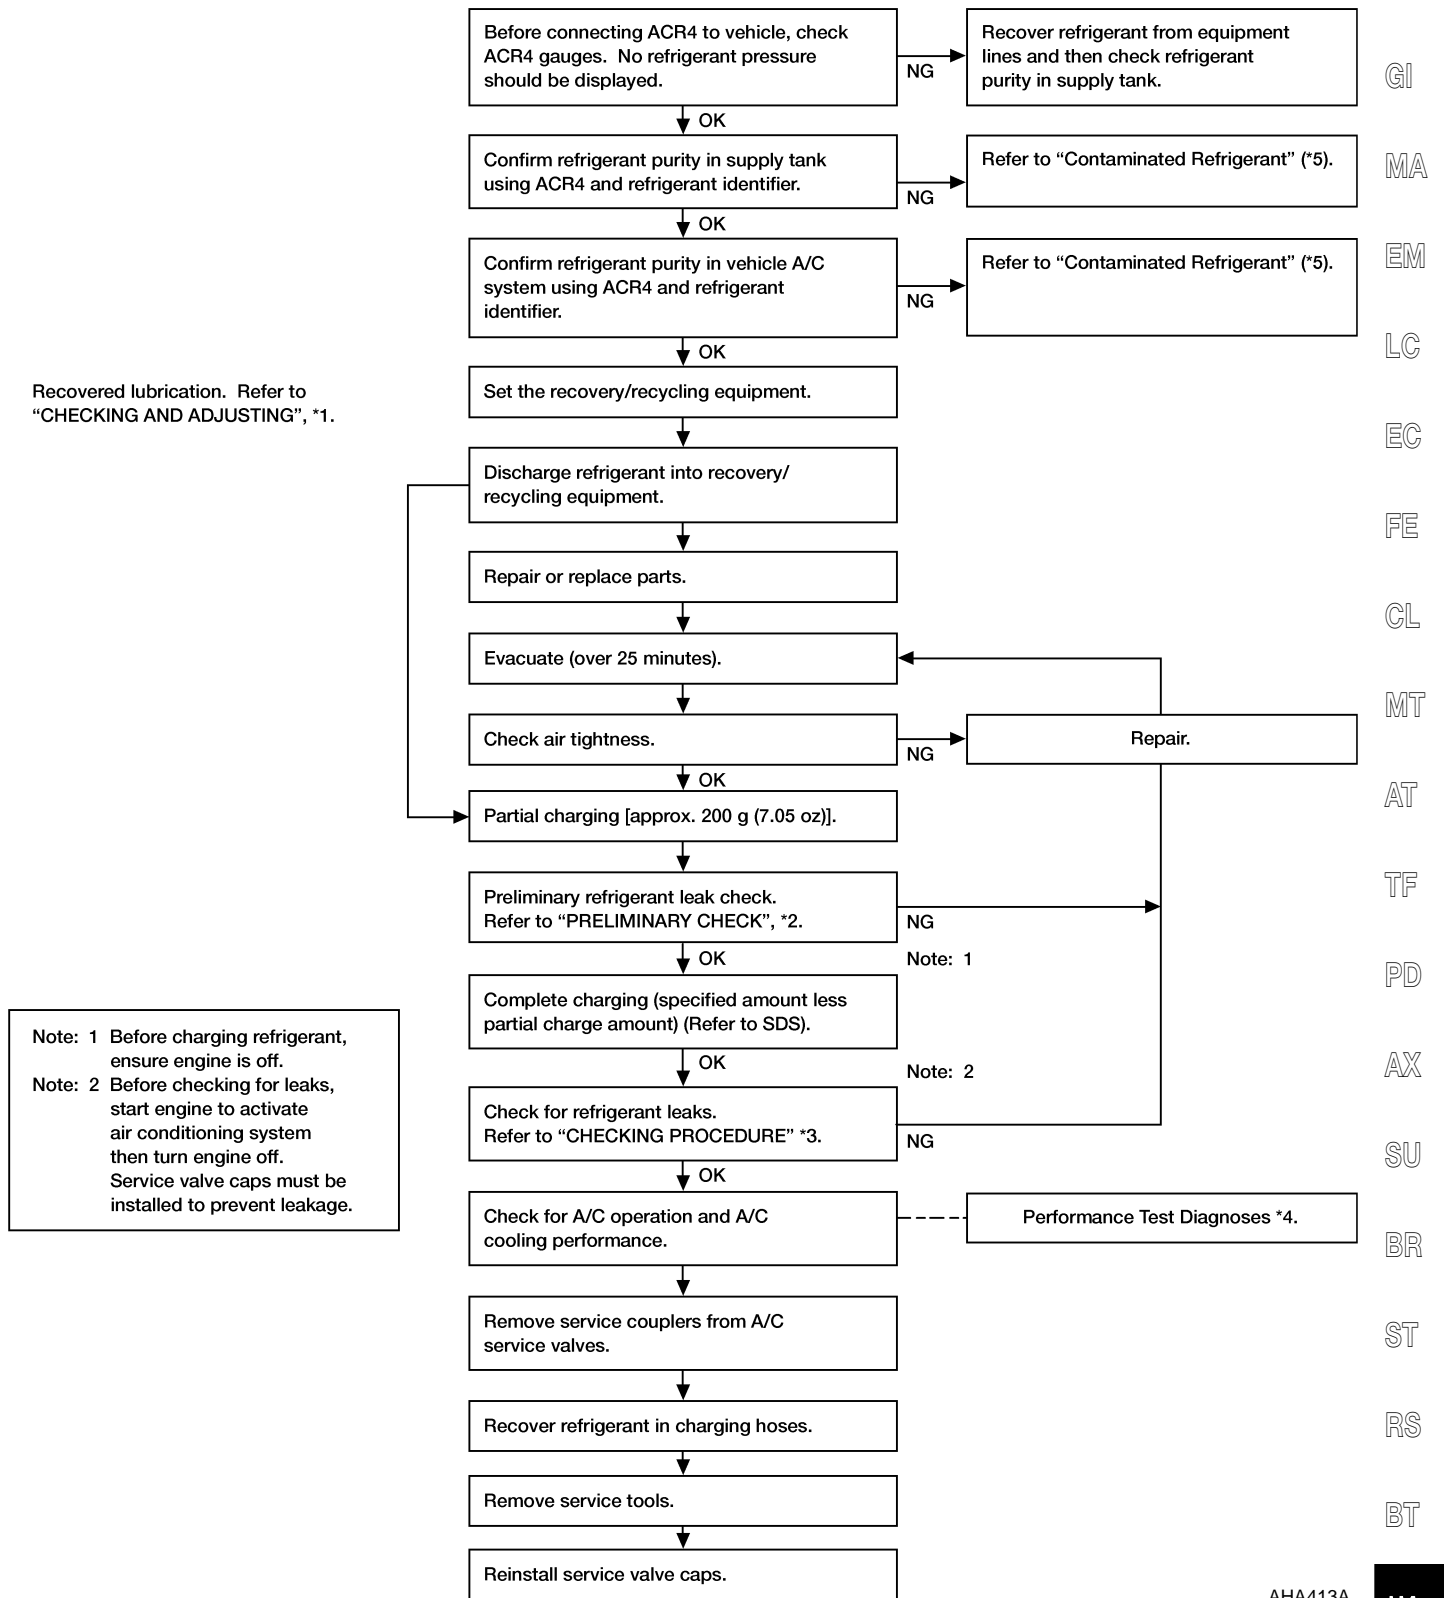 Before connecting ACR4 to vehicle, check
ACR4 gauges. No refrigerant pressure
should be displayed.
NG
Recover refrigerant from equipment
lines and then check refrigerant
purity in supply tank.
GI
OK
Confirm refrigerant purity in supply tank
using ACR4 and refrigerant identifier.
NG
Refer to “Contaminated Refrigerant” (*5).
MA
OK
Confirm refrigerant purity in vehicle A/C
system using ACR4 and refrigerant
identifier.
NG
Refer to “Contaminated Refrigerant” (*5).
EM
OK
LC
Recovered lubrication. Refer to
“CHECKING AND ADJUSTING”, *1.
Set the recovery/recycling equipment.
EC
Discharge refrigerant into recovery/
recycling equipment.
FE
Repair or replace parts.
CL
Evacuate (over 25 minutes).
MT
Check air tightness.
NG
Repair.
OK
AT
Partial charging [approx. 200 g (7.05 oz)].
TF
Preliminary refrigerant leak check.
Refer to “PRELIMINARY CHECK”, *2.
NG
OK
Note: 1
PD
Complete charging (specified amount less
partial charge amount) (Refer to SDS).
Note: 1 Before charging refrigerant,
ensure engine is off.
Note: 2 Before checking for leaks,
start engine to activate
air conditioning system
then turn engine off.
Service valve caps must be
installed to prevent leakage.
OK
Note: 2
AX
Check for refrigerant leaks.
Refer to “CHECKING PROCEDURE” *3.
NG
SU
OK
Check for A/C operation and A/C
cooling performance.
Performance Test Diagnoses *4.
BR
Remove service couplers from A/C
service valves.
ST
Recover refrigerant in charging hoses.
RS
Remove service tools.
BT
Reinstall service valve caps.
AHA413A